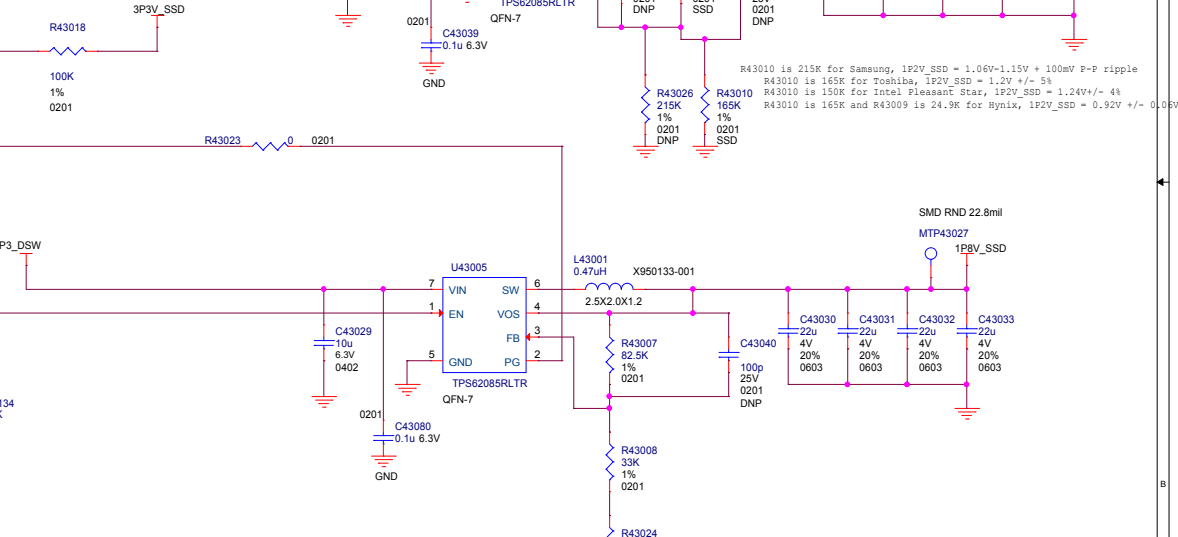 3P3V_SSD
R43018
100K
1%
0201
TPS62085RLTR
QFN-7
0201
C43039
0.1u 6.3V
GND
DNP
SSD
0201
DNP
R43026
215K
1%
0201
DNP
R43010
165K
1%
0201
SSD
R43010 is 215K for Samsung, 1P2V_SSD = 1.06V-1.15V + 100mV P-P ripple
R43010 is 165K for Toshiba, 1P2V_SSD = 1.2V +/- 5%
R43010 is 150K for Intel Pleasant Star, 1P2V_SSD = 1.24V+/- 4%
R43010 is 165K and R43009 is 24.9K for Hynix, 1P2V_SSD = 0.92V +/- 0.06V
R43023 0 0201
SMD RND 22.8mil
MTP43027
1P8V_SSD
P3_DSW
U43005
7 VIN
1 EN
5 GND
SW 6
VOS 4
FB 3
PG 2
TPS62085RLTR
QFN-7
L43001
0.47uH
X950133-001
2.5X2.0X1.2
C43029
10u
6.3V
0402
0201
C43080
0.1u 6.3V
GND
R43007
82.5K
1%
0201
C43040
100p
25V
0201
DNP
C43030
22u
4V
20%
0603
C43031
22u
4V
20%
0603
C43032
22u
4V
20%
0603
C43033
22u
4V
20%
0603
R43008
33K
1%
0201
R43024
134
K
B